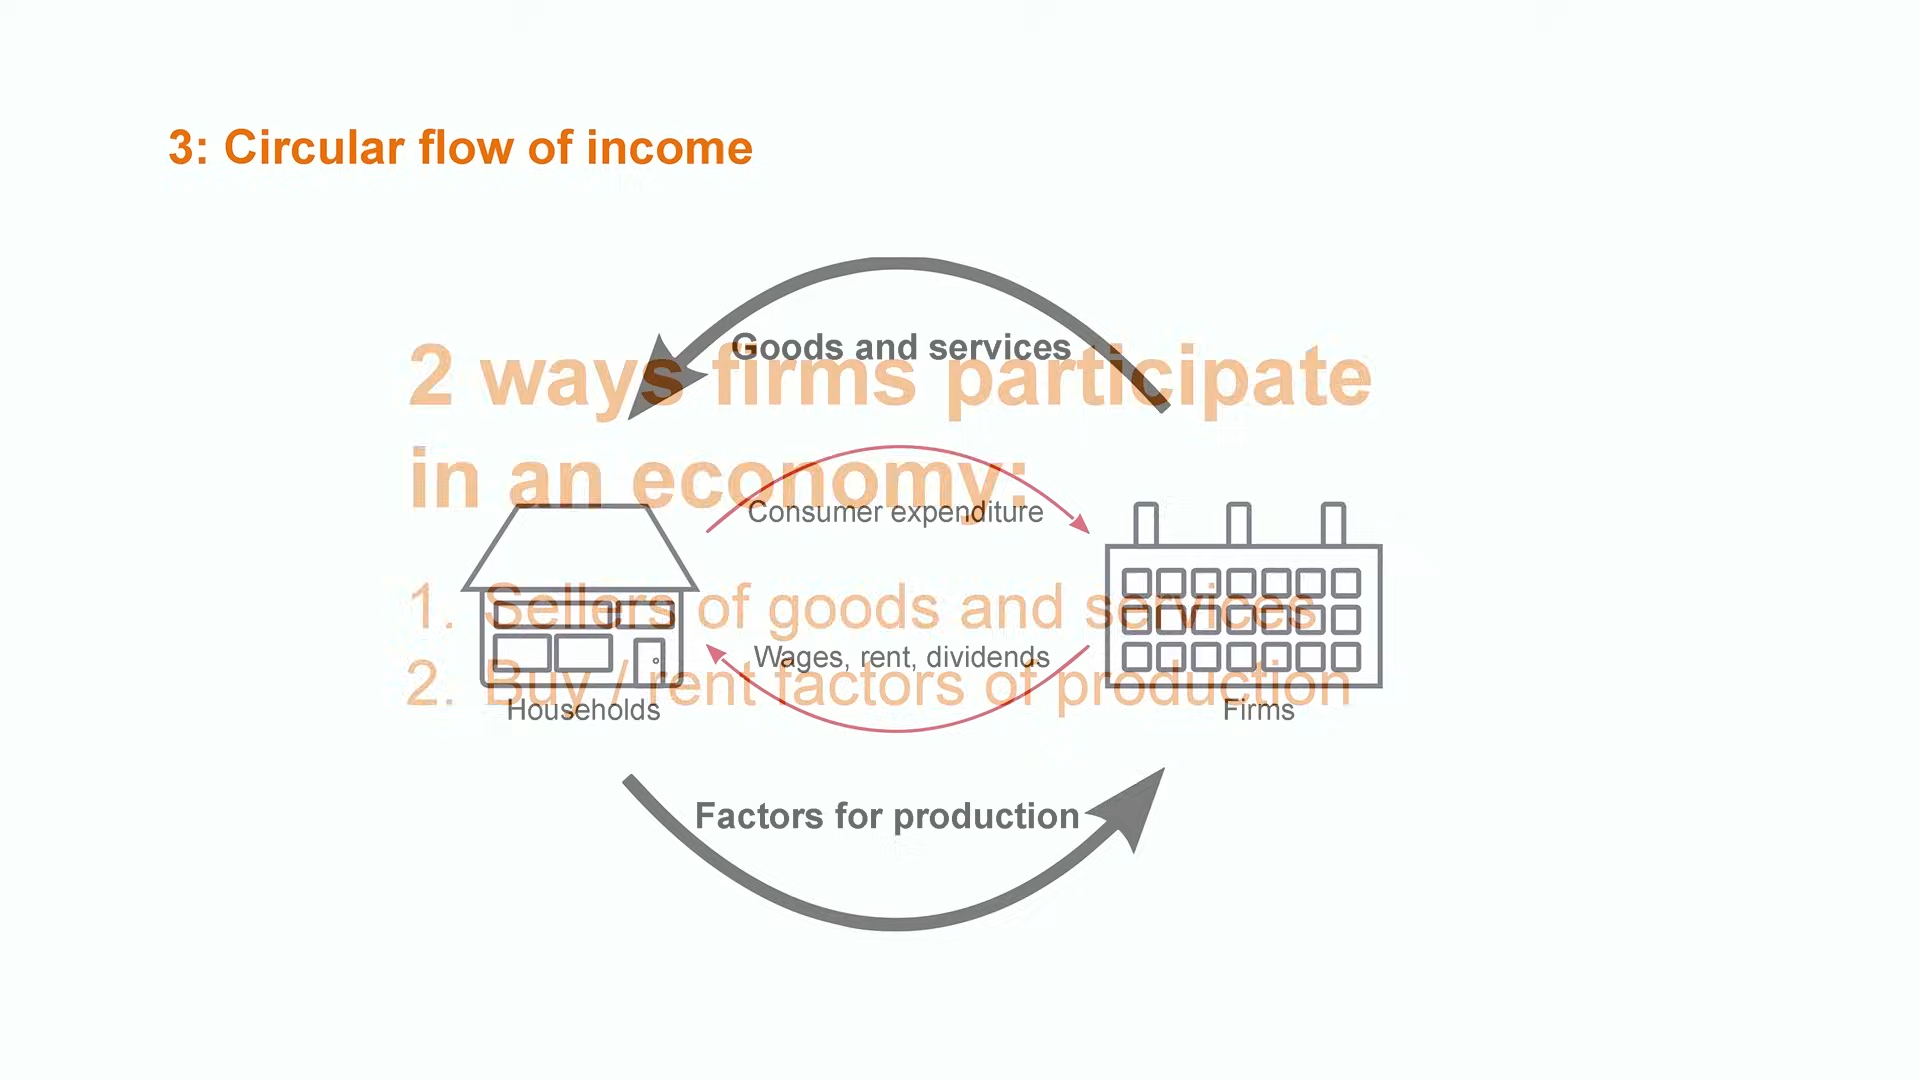 3: Circular flow of income
Goods and services
2 ways firms participate
in an economy:
Consumer expenditure
1. Sellers of goods and services
Wages, rent, dividends
2. Buy / rent factors of production
Households
Firms
Factors for production